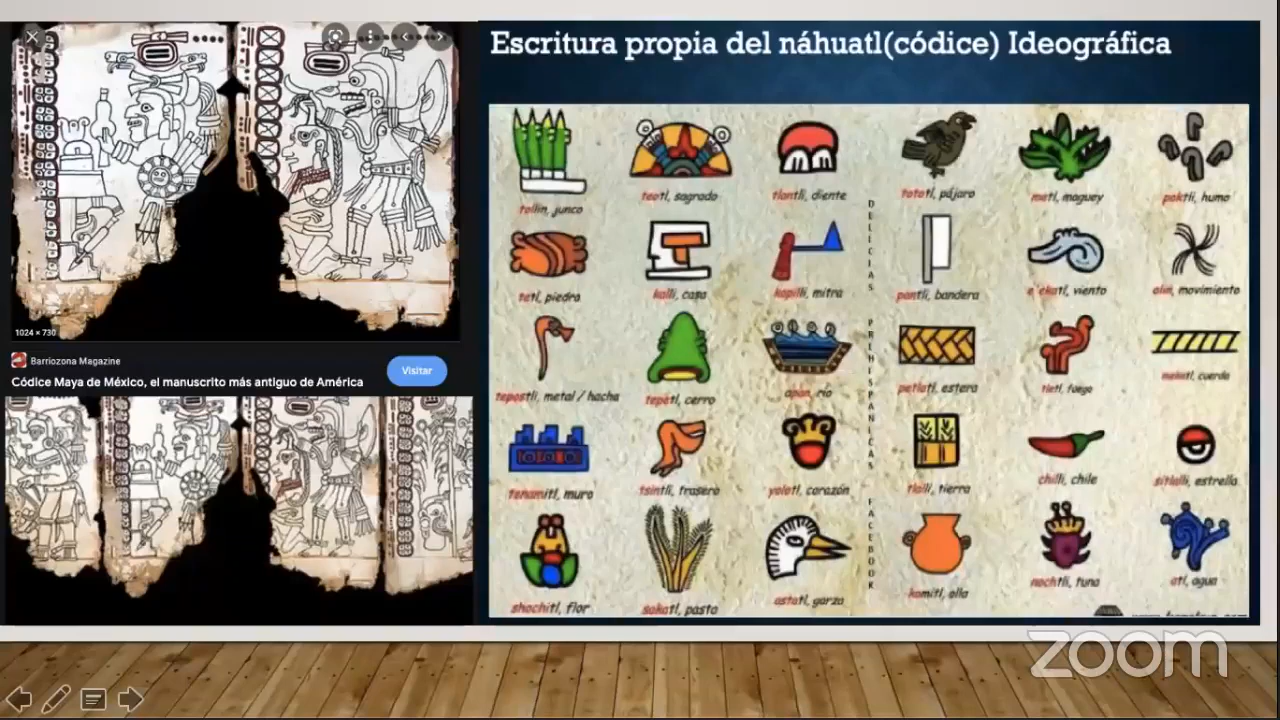 Escritura propia del náhuatl(códice) Ideográfica
1024 × 730
Barriozona Magazine
Visitar
Códice Maya de México, el manuscrito más antiguo de América
tollin, junco
teotl, sagrado
tlantli, diente
tototl, pájaro
metl, maguey
poktli, humo
tetl, piedra
kalli, casa
kopilli, mitra
pantli, bandera
e'ekatl, viento
olin, movimiento
tepostli, metal / hacha
tepetl, cerro
apan, río
petlatl, estera
tletl, fuego
mekatl, cuerda
tenamitl, muro
tsintli, trasero
yolotl, corazón
tlalli, tierra
chilli, chile
sitlalli, estrella
shochitl, flor
sakatl, pasto
astatl, garza
komitl, olla
nochtli, tuna
atl, agua
DELICIAS PREHISPANICAS FACEBOOK
zoom